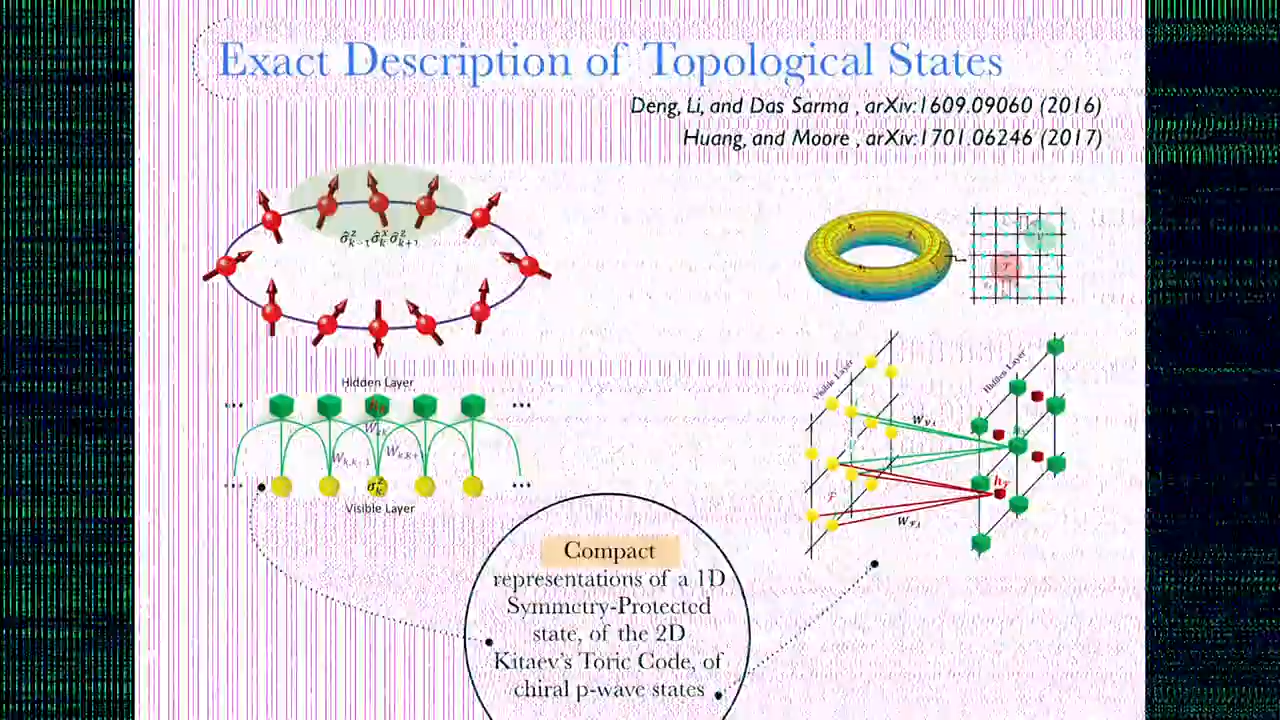 Exact Description of Topological States
Deng, Li, and Das Sarma , arXiv:1609.09060 (2016)
Huang, and Moore , arXiv:1701.06246 (2017)
σ̂ᶻₖ₋₁σ̂ˣₖσ̂ᶻₖ₊₁
Hidden Layer
...
...
σᶻₖ
...
...
Visible Layer
Visible Layer
Hidden Layer
Compact
representations of a 1D
Symmetry-Protected
state, of the 2D
Kitaev's Toric Code, of
chiral p-wave states